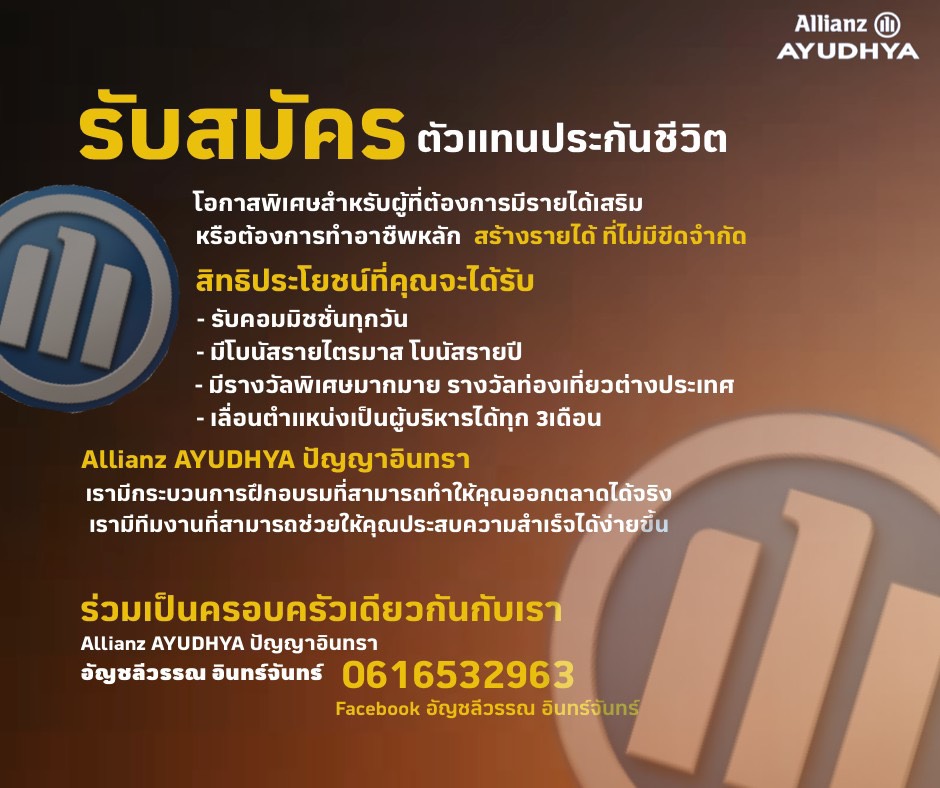 Allianz
AYUDHYA
รับสมัคร ตัวแทนประกันชีวิต
โอกาสพิเศษสำหรับผู้ที่ต้องการมีรายได้เสริม
หรือต้องการทำอาชีพหลัก สร้างรายได้ ที่ไม่มีขีดจำกัด
สิทธิประโยชน์ที่คุณจะได้รับ
- รับคอมมิชชั่นทุกวัน
- มีโบนัสรายไตรมาส โบนัสรายปี
- มีรางวัลพิเศษมากมาย รางวัลท่องเที่ยวต่างประเทศ
- เลื่อนตำแหน่งเป็นผู้บริหารได้ทุก 3เดือน
Allianz AYUDHYA ปัญญาอินทรา
เรามีกระบวนการฝึกอบรมที่สามารถทำให้คุณออกตลาดได้จริง
เรามีทีมงานที่สามารถช่วยให้คุณประสบความสำเร็จได้ง่ายขึ้น
ร่วมเป็นครอบครัวเดียวกันกับเรา
Allianz AYUDHYA ปัญญาอินทรา
อัญชลีวรรณ อินทร์จันทร์ 0616532963
Facebook อัญชลีวรรณ อินทร์จันทร์